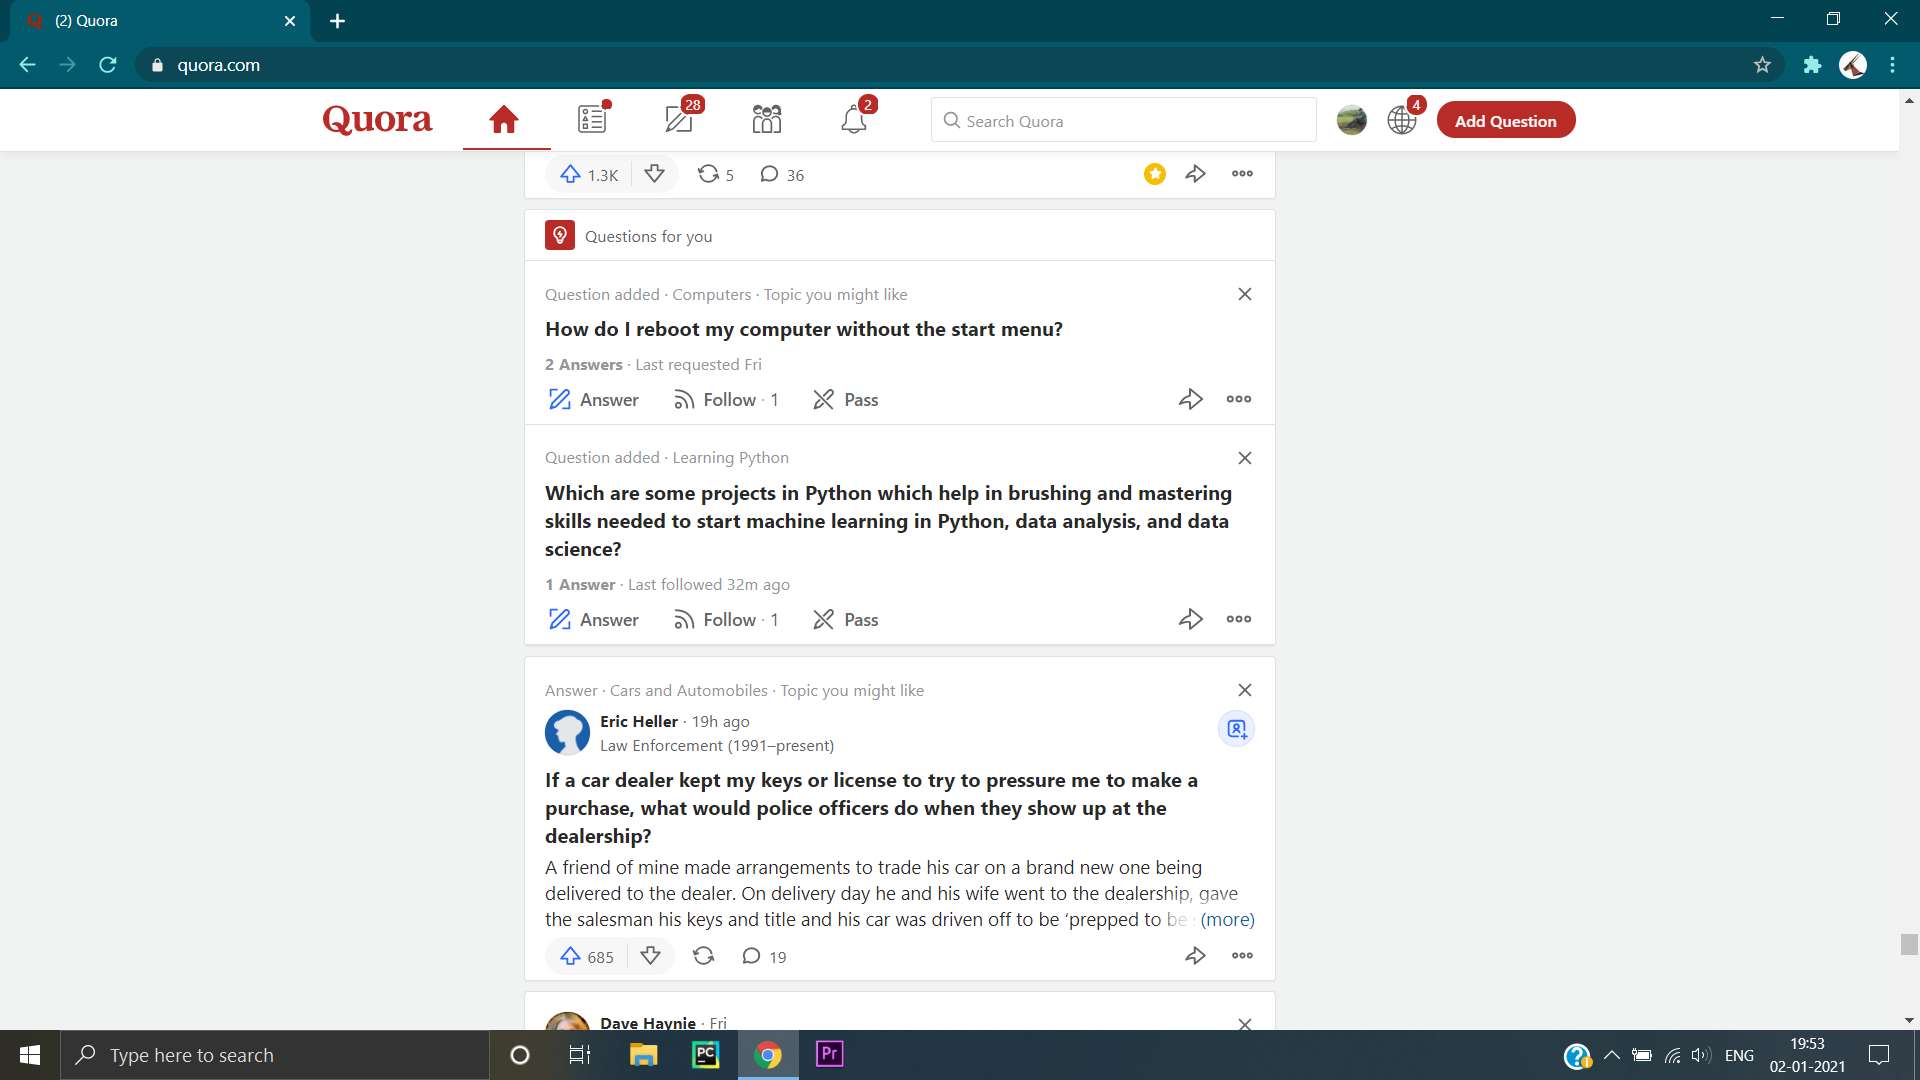 (2) Quora
quora.com
Quora
28
2
Search Quora
4
Add Question
1.3K
5
36
Questions for you
Question added · Computers · Topic you might like
How do I reboot my computer without the start menu?
2 Answers · Last requested Fri
Answer
Follow · 1
Pass
Question added · Learning Python
Which are some projects in Python which help in brushing and mastering
skills needed to start machine learning in Python, data analysis, and data
science?
1 Answer · Last followed 32m ago
Answer
Follow · 1
Pass
Answer · Cars and Automobiles · Topic you might like
Eric Heller · 19h ago
Law Enforcement (1991–present)
If a car dealer kept my keys or license to try to pressure me to make a
purchase, what would police officers do when they show up at the
dealership?
A friend of mine made arrangements to trade his car on a brand new one being
delivered to the dealer. On delivery day he and his wife went to the dealership, gave
the salesman his keys and title and his car was driven off to be ‘prepped to be (more)
685
19
Dave Haynie · Fri
Type here to search
PC
Pr
ENG
19:53
02-01-2021